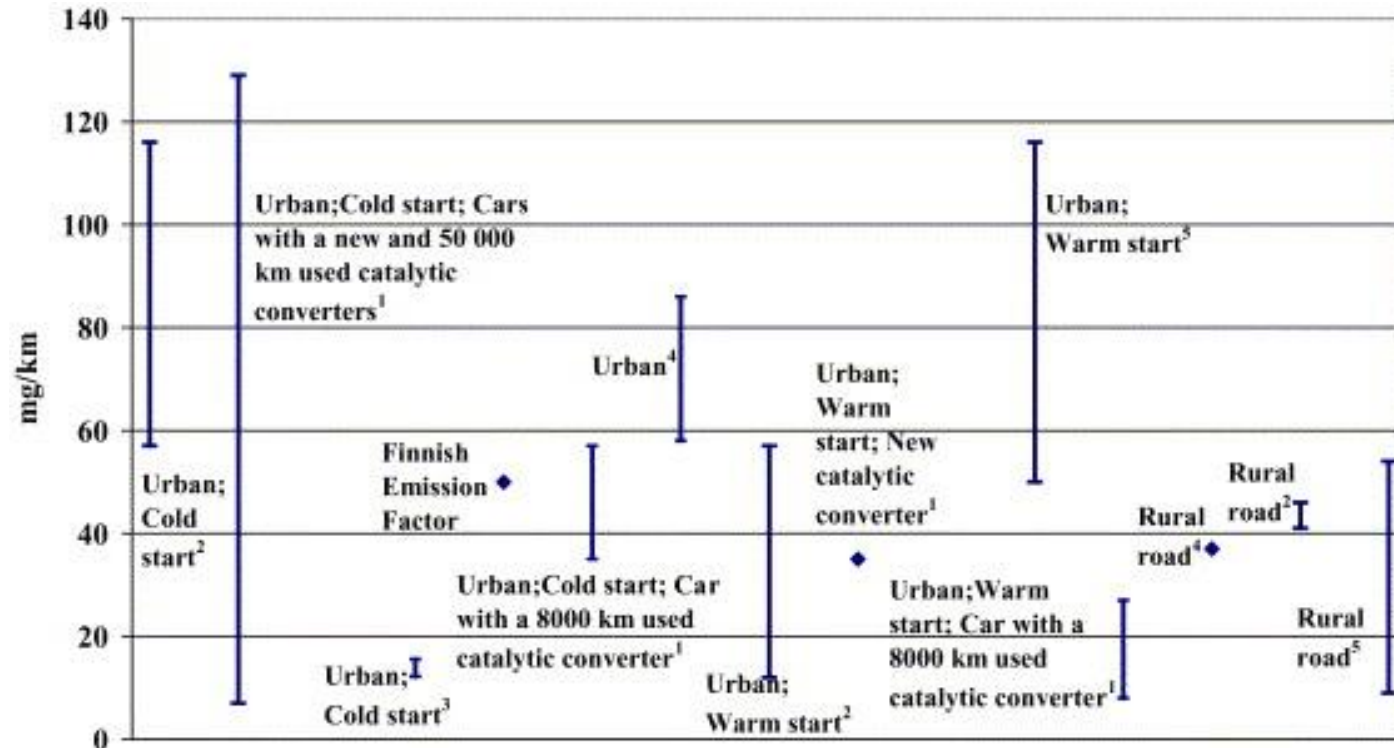 140
120
100
80
60
40
20
0
mg/km
Urban;
Cold
start²
Urban;Cold start; Cars
with a new and 50 000
km used catalytic
converters¹
Urban;
Cold start³
Finnish
Emission
Factor
Urban;Cold start; Car
with a 8000 km used
catalytic converter¹
Urban⁴
Urban;
Warm start²
Urban;
Warm
start; New
catalytic
converter¹
Urban;
Warm start⁵
Urban;Warm
start; Car with a
8000 km used
catalytic converter¹
Rural
road⁴
Rural
road²
Rural
road⁵